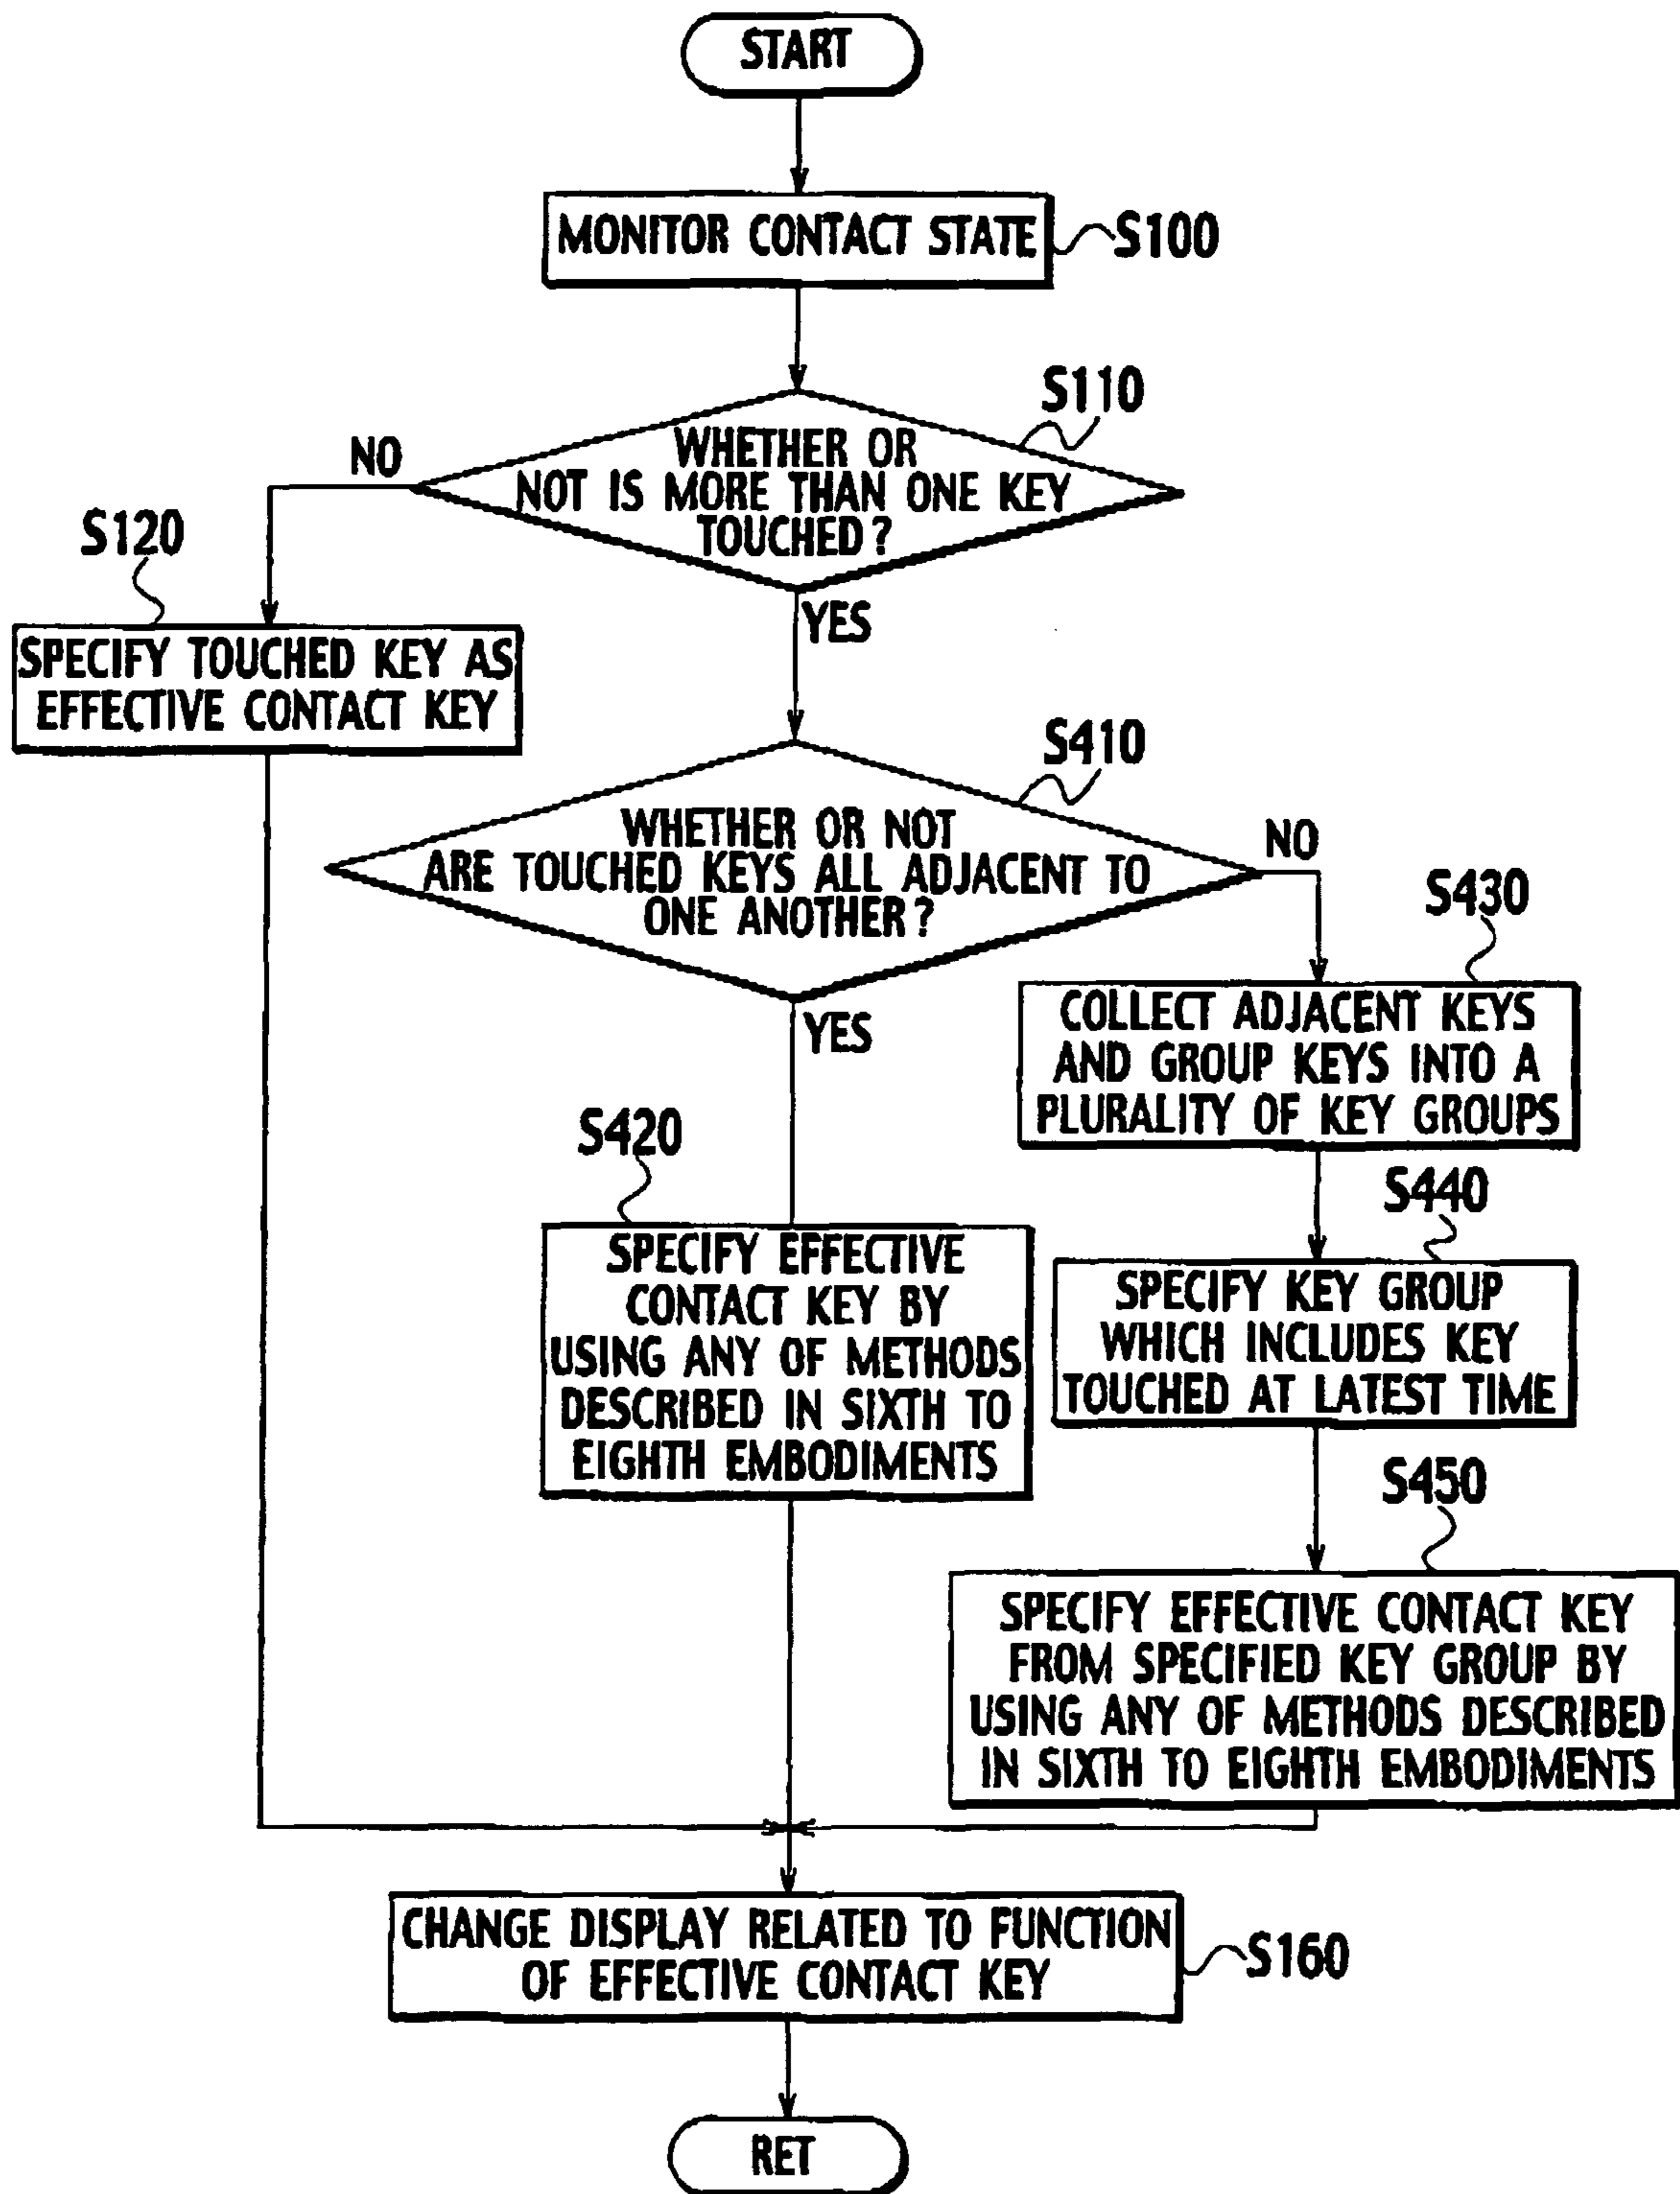 START
MONITOR CONTACT STATE
S100
S110
WHETHER OR
NOT IS MORE THAN ONE KEY
TOUCHED?
NO
YES
S120
SPECIFY TOUCHED KEY AS
EFFECTIVE CONTACT KEY
S410
WHETHER OR NOT
ARE TOUCHED KEYS ALL ADJACENT TO
ONE ANOTHER?
NO
YES
S430
COLLECT ADJACENT KEYS
AND GROUP KEYS INTO A
PLURALITY OF KEY GROUPS
S420
SPECIFY EFFECTIVE
CONTACT KEY BY
USING ANY OF METHODS
DESCRIBED IN SIXTH TO
EIGHTH EMBODIMENTS
S440
SPECIFY KEY GROUP
WHICH INCLUDES KEY
TOUCHED AT LATEST TIME
S450
SPECIFY EFFECTIVE CONTACT KEY
FROM SPECIFIED KEY GROUP BY
USING ANY OF METHODS DESCRIBED
IN SIXTH TO EIGHTH EMBODIMENTS
CHANGE DISPLAY RELATED TO FUNCTION
OF EFFECTIVE CONTACT KEY
S160
RET